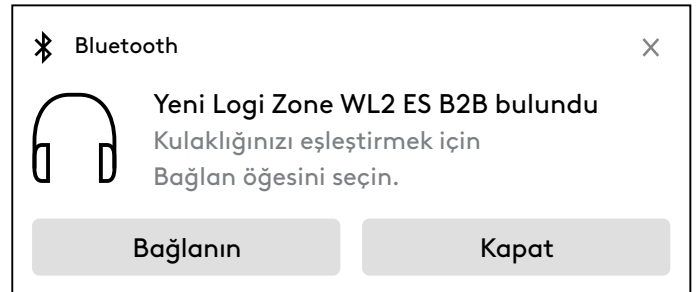 Bluetooth
Yeni Logi Zone WL2 ES B2B bulundu
Kulaklığınızı eşleştirmek için
Bağlan öğesini seçin.
Bağlanın
Kapat